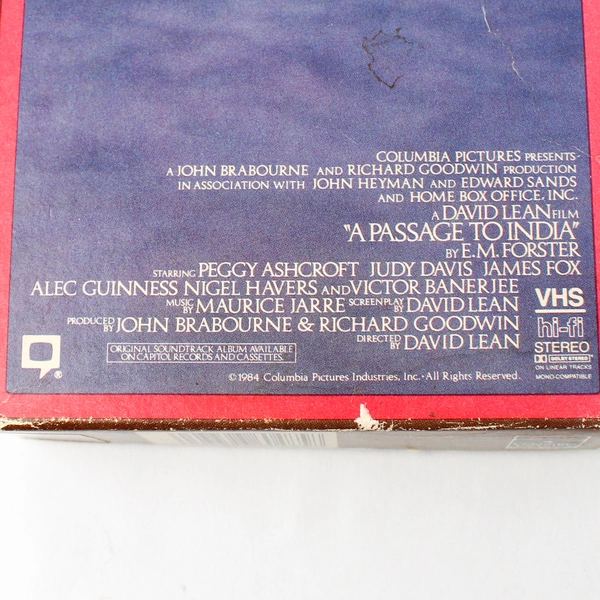 COLUMBIA PICTURES PRESENTS
A JOHN BRABOURNE AND RICHARD GOODWIN PRODUCTION
IN ASSOCIATION WITH JOHN HEYMAN AND EDWARD SANDS
AND HOME BOX OFFICE, INC.
A DAVID LEAN FILM
"A PASSAGE TO INDIA"
BY E.M. FORSTER
STARRING PEGGY ASHCROFT JUDY DAVIS JAMES FOX
ALEC GUINNESS NIGEL HAVERS AND VICTOR BANERJEE
MUSIC BY MAURICE JARRE SCREENPLAY BY DAVID LEAN
PRODUCED BY JOHN BRABOURNE & RICHARD GOODWIN
DIRECTED BY DAVID LEAN
ORIGINAL SOUNDTRACK ALBUM AVAILABLE
ON CAPITOL RECORDS AND CASSETTES.
©1984 Columbia Pictures Industries, Inc. · All Rights Reserved.
®
VHS
hi-fi
STEREO
DOLBY STEREO
ON LINEAR TRACKS
MONO-COMPATIBLE